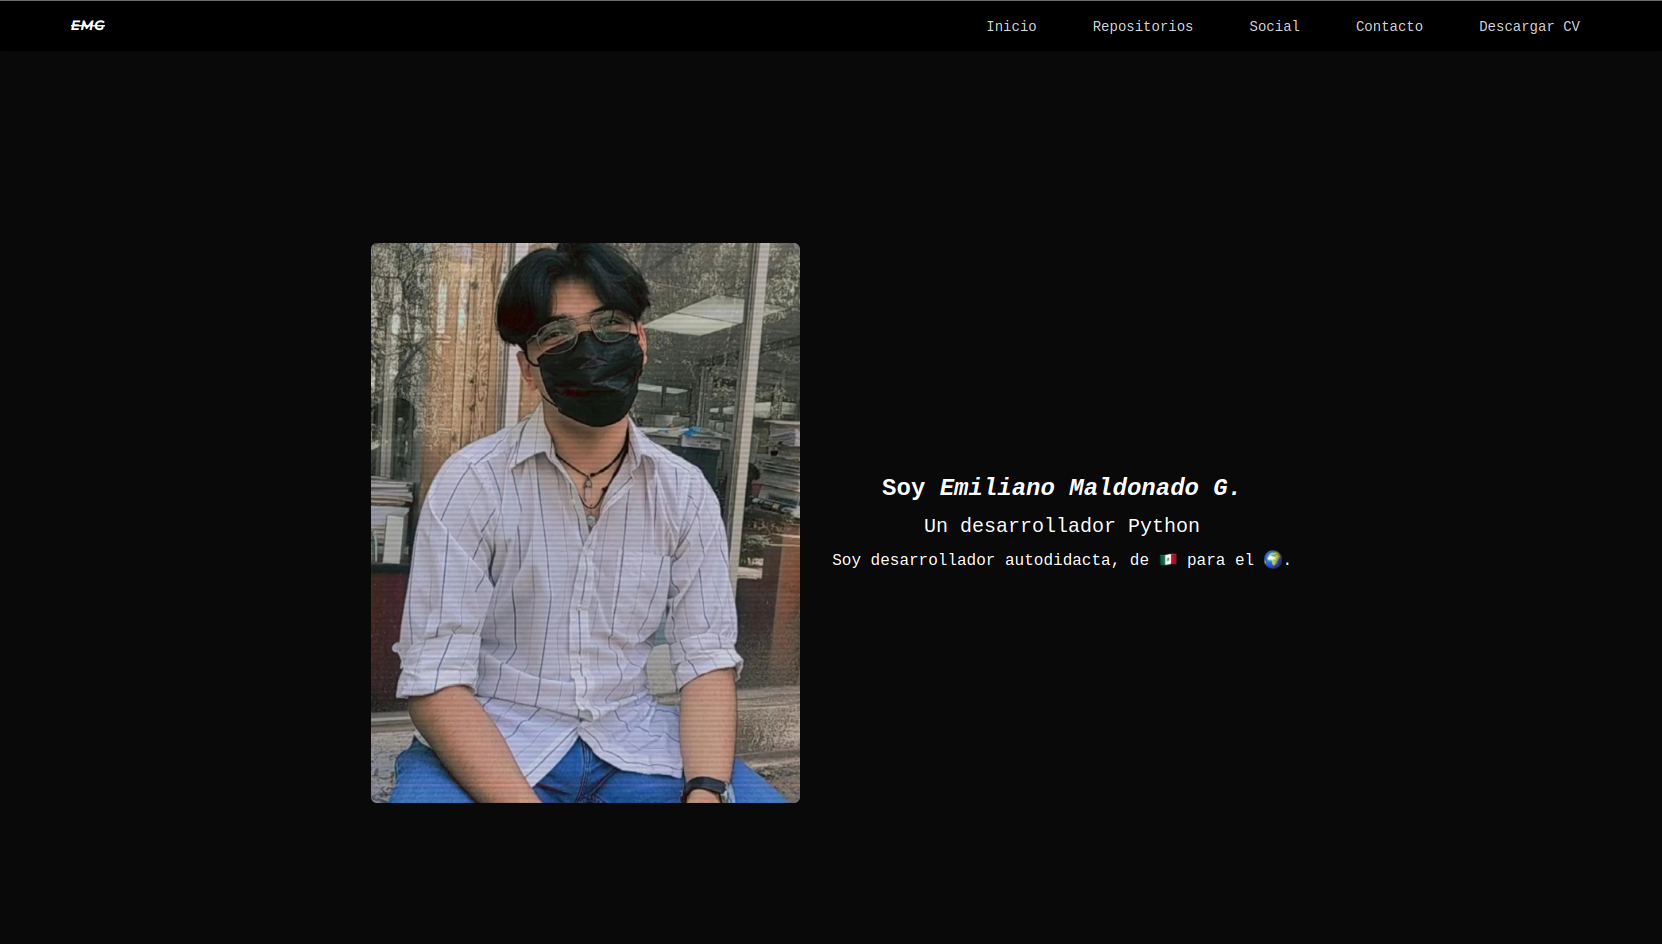 EMG
Inicio Repositorios Social Contacto Descargar CV
Soy Emiliano Maldonado G.
Un desarrollador Python
Soy desarrollador autodidacta, de 🇲🇽 para el 🌍.